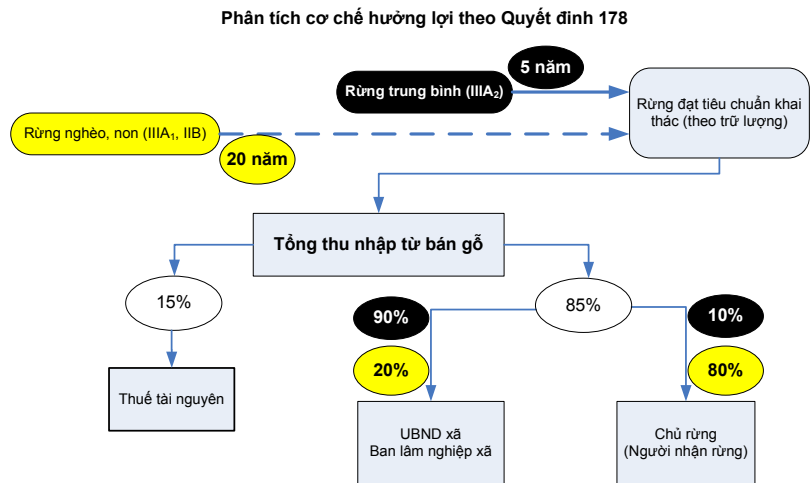 Phân tích cơ chế hưởng lợi theo Quyết đinh 178
5 năm
Rừng trung bình (IIIA₂)
Rừng đạt tiêu chuẩn khai
thác (theo trữ lượng)
Rừng nghèo, non (IIIA₁, IIB)
20 năm
Tổng thu nhập từ bán gỗ
15%
85%
90%
10%
20%
80%
Thuế tài nguyên
UBND xã
Ban lâm nghiệp xã
Chủ rừng
(Người nhận rừng)